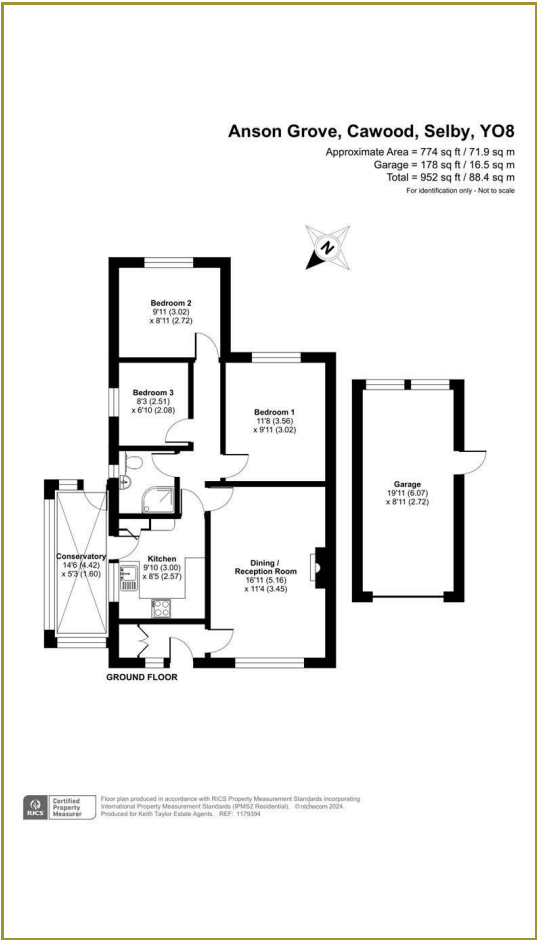 Anson Grove, Cawood, Selby, YO8
Approximate Area = 774 sq ft / 71.9 sq m
Garage = 178 sq ft / 16.5 sq m
Total = 952 sq ft / 88.4 sq m
For identification only - Not to scale
N
Bedroom 2
9'11 (3.02)
x 8'11 (2.72)
Bedroom 3
8'3 (2.51)
x 6'10 (2.08)
Bedroom 1
11'8 (3.56)
x 9'11 (3.02)
Garage
19'11 (6.07)
x 8'11 (2.72)
Conservatory
14'6 (4.42)
x 5'3 (1.60)
Kitchen
9'10 (3.00)
x 8'5 (2.57)
Dining /
Reception Room
16'11 (5.16)
x 11'4 (3.45)
GROUND FLOOR
RICS
Certified
Property
Measurer
Floor plan produced in accordance with RICS Property Measurement Standards incorporating
International Property Measurement Standards (IPMS2 Residential). ©nichecom 2024.
Produced for Keith Taylor Estate Agents. REF: 1179394